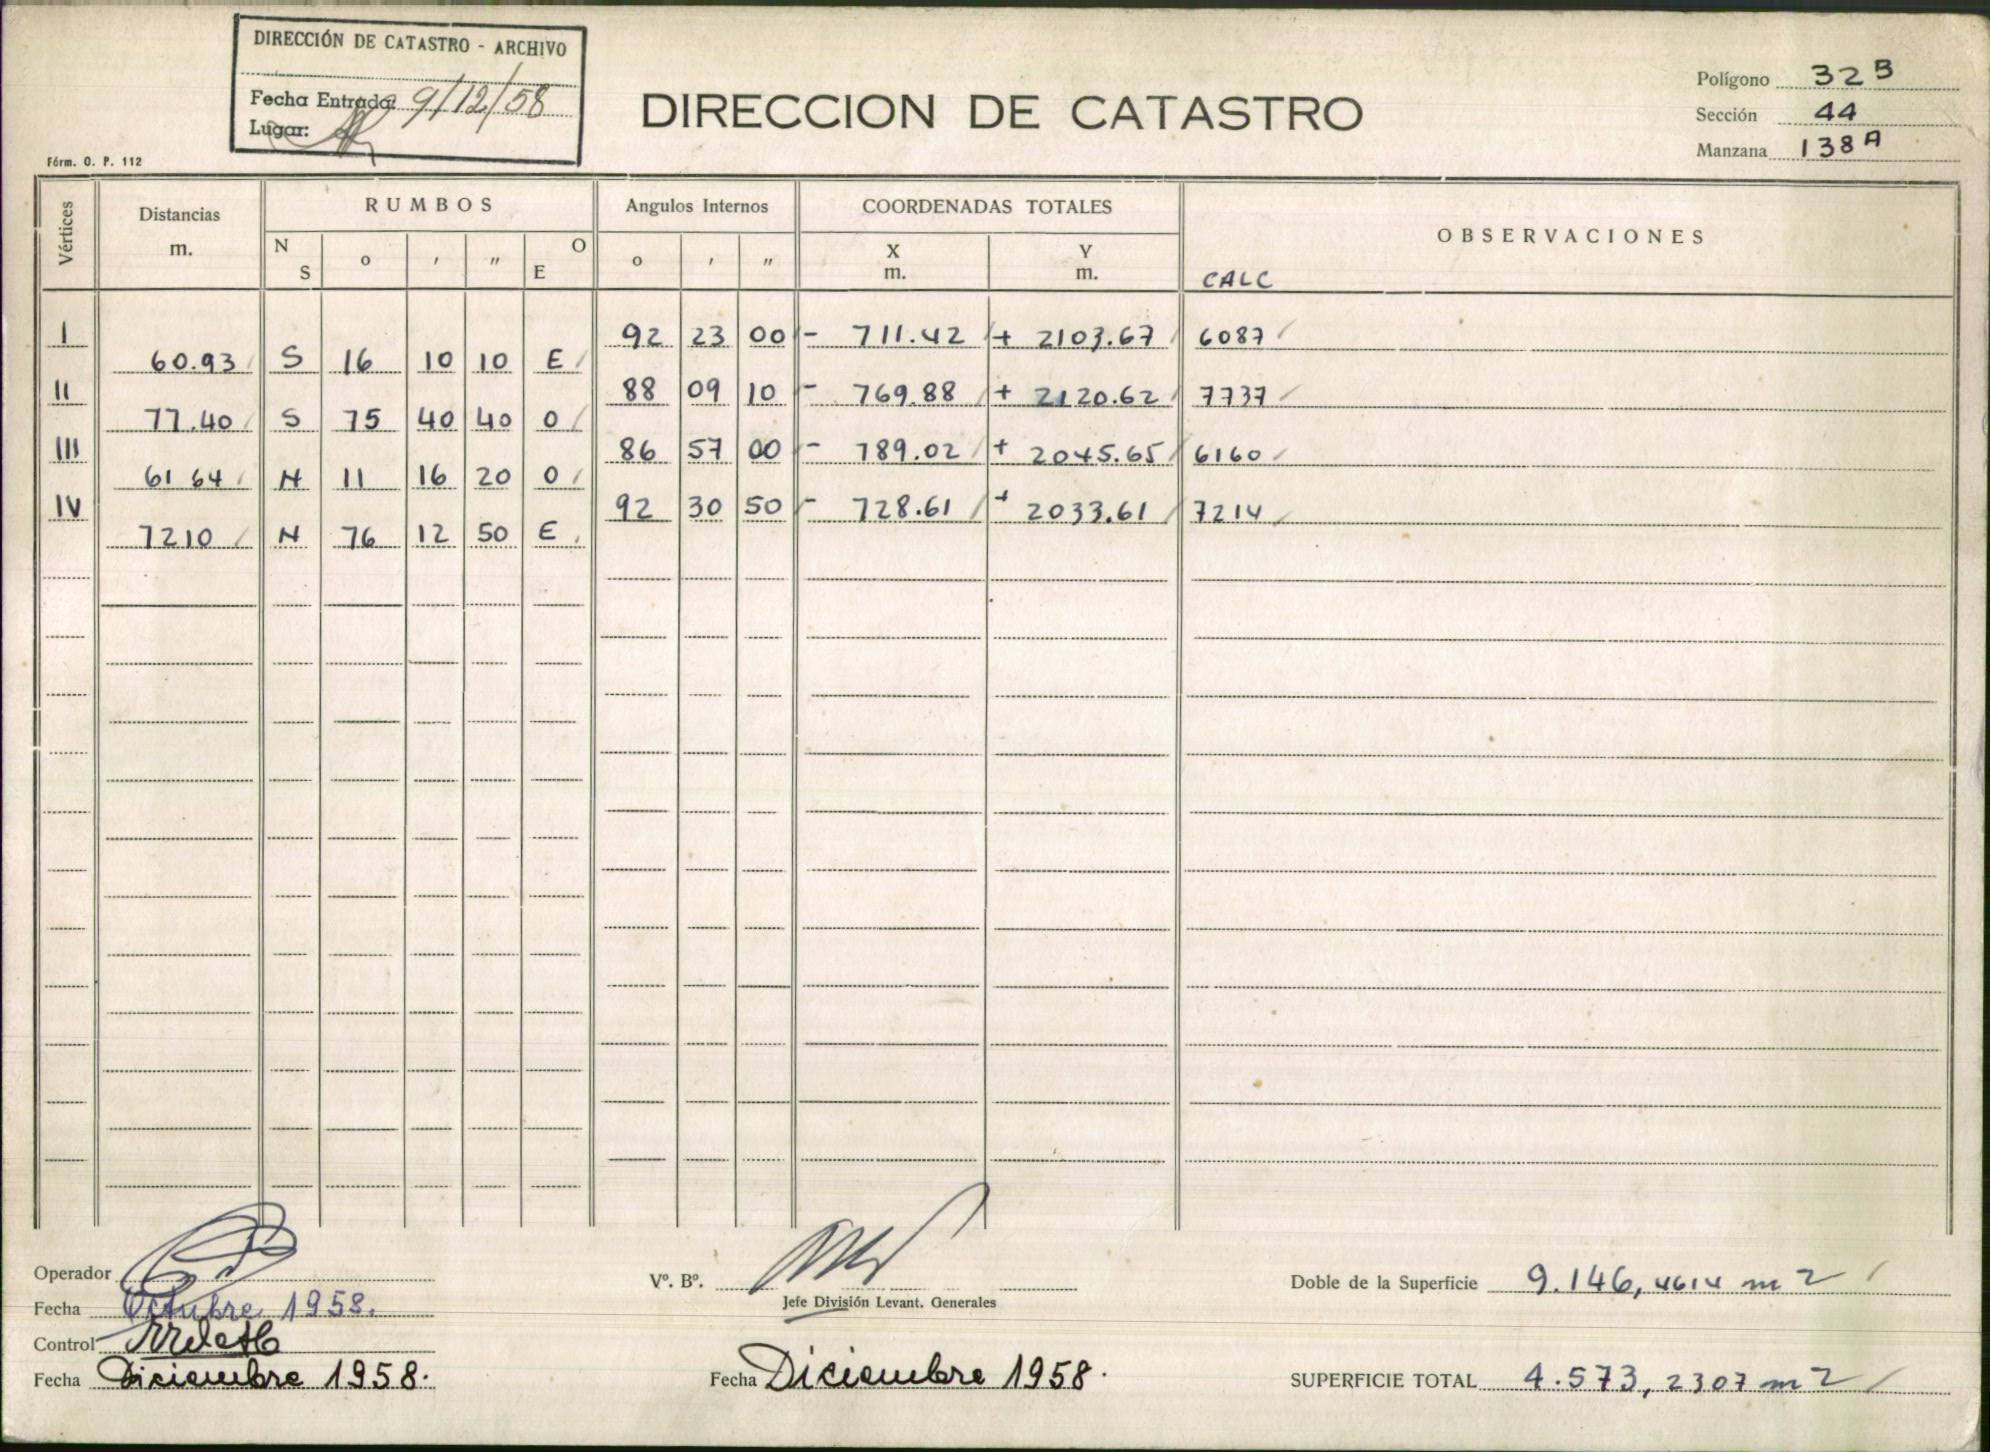 DIRECCIÓN DE CATASTRO - ARCHIVO
Fecha Entrada: 9/12/58
Lugar:
Fórm. O. P. 112
DIRECCION DE CATASTRO
Polígono 32 B
Sección 44
Manzana 138 A
Vértices
Distancias
m.
RUMBOS
N S
o ' "
O E
Angulos Internos
o ' "
COORDENADAS TOTALES
X
m.
Y
m.
OBSERVACIONES
CALC
I 92 23 00 - 711.42 + 2103.67 6087
60.93 S 16 10 10 E
II 88 09 10 - 769.88 + 2120.62 7737
77.40 S 75 40 40 O
III 86 57 00 - 789.02 + 2045.65 6160
61 64 N 11 16 20 O
IV 92 30 50 - 728.61 + 2033.61 7214
7210 N 76 12 50 E
Operador
Fecha Octubre 1958.
Control
Fecha Diciembre 1958.
Vº. Bº.
Jefe División Levant. Generales
Fecha Diciembre 1958.
Doble de la Superficie 9.146,4614 m2
SUPERFICIE TOTAL 4.573,2307 m2